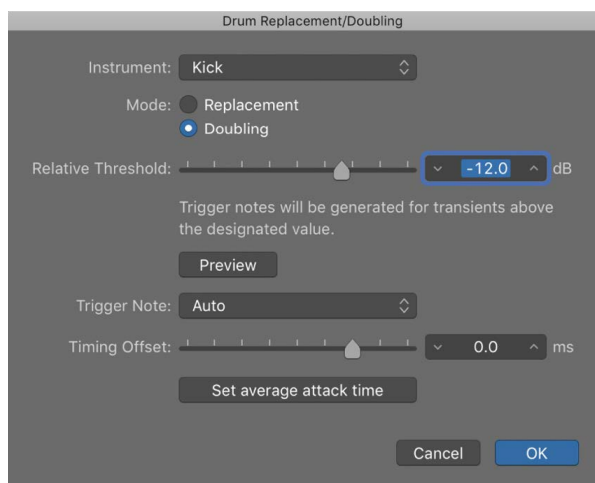 Drum Replacement/Doubling
Instrument: Kick
Mode: Replacement
Doubling
Relative Threshold: -12.0 dB
Trigger notes will be generated for transients above
the designated value.
Preview
Trigger Note: Auto
Timing Offset: 0.0 ms
Set average attack time
Cancel OK